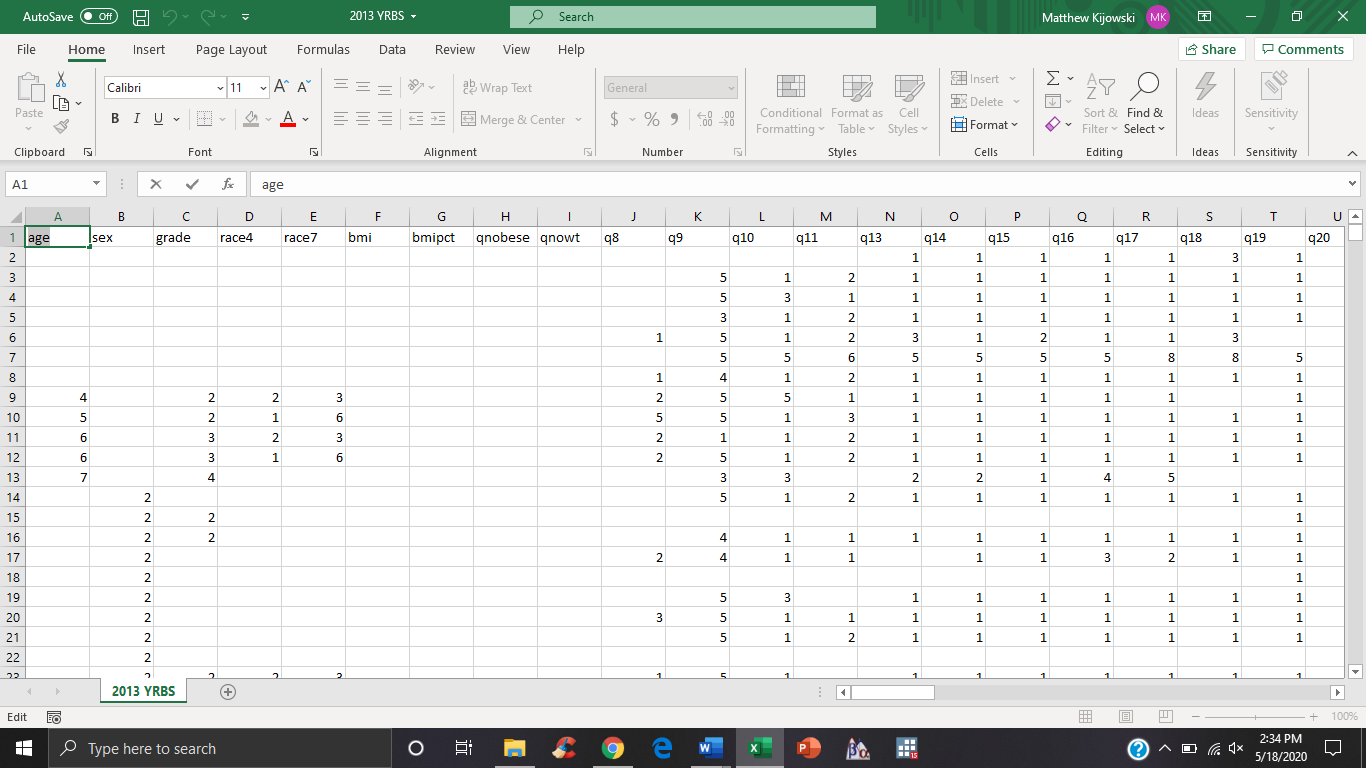 AutoSave Off 2013 YRBS Search Matthew Kijowski MK
File Home Insert Page Layout Formulas Data Review View Help Share Comments
Calibri 11 A A Wrap Text General Insert Σ
Paste Conditional Format as Cell Delete Sort & Find & Ideas Sensitivity
B I U A Merge & Center $ % Formatting Table Styles Format Filter Select
Clipboard Font Alignment Number Styles Cells Editing Ideas Sensitivity
A1 fx age
A B C D E F G H I J K L M N O P Q R S T U
1 age sex grade race4 race7 bmi bmipct qnobese qnowt q8 q9 q10 q11 q13 q14 q15 q16 q17 q18 q19 q20
2 1 1 1 1 1 3 1
3 5 1 2 1 1 1 1 1 1 1
4 5 3 1 1 1 1 1 1 1 1
5 3 1 2 1 1 1 1 1 1 1
6 1 5 1 2 3 1 2 1 1 3
7 5 5 6 5 5 5 5 8 8 5
8 1 4 1 2 1 1 1 1 1 1 1
9 4 2 2 3 2 5 5 1 1 1 1 1 1 1
10 5 2 1 6 5 5 1 3 1 1 1 1 1 1 1
11 6 3 2 3 2 1 1 2 1 1 1 1 1 1 1
12 6 3 1 6 2 5 1 2 1 1 1 1 1 1 1
13 7 4 3 3 2 2 1 4 5
14 2 5 1 2 1 1 1 1 1 1 1
15 2 2 1
16 2 2 4 1 1 1 1 1 1 1 1 1
17 2 2 4 1 1 1 1 3 2 1 1
18 2 1
19 2 5 3 1 1 1 1 1 1 1
20 2 3 5 1 1 1 1 1 1 1 1 1
21 2 5 1 2 1 1 1 1 1 1 1
22 2
23 2 2 2 3 1 5 1 1 1 1 1 1 1 1
2013 YRBS
Edit 100%
Type here to search 2:34 PM
5/18/2020